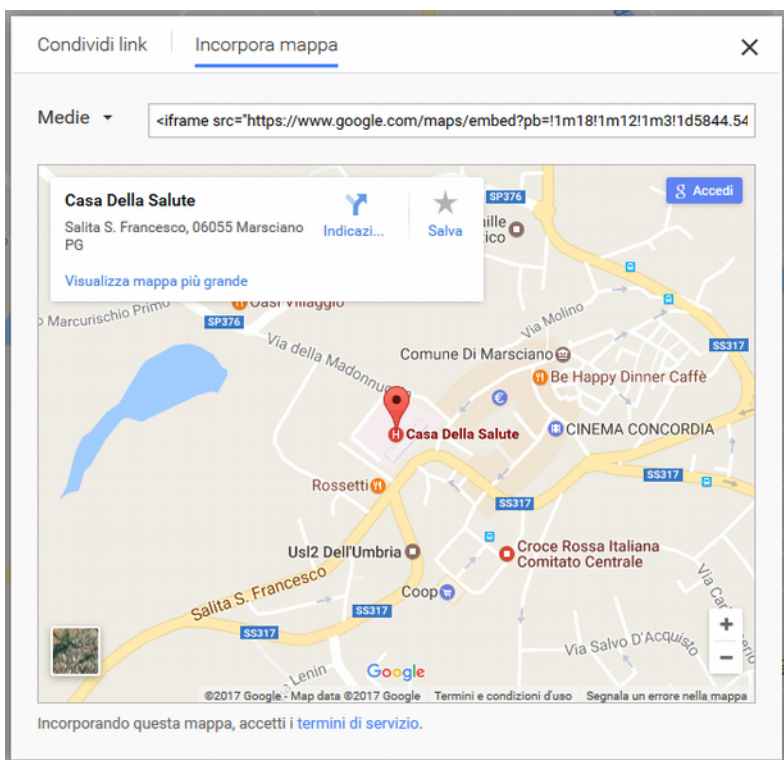 Condividi link
Incorpora mappa
Medie
<iframe src="https://www.google.com/maps/embed?pb=!1m18!1m12!1m3!1d5844.54
Casa Della Salute
Salita S. Francesco, 06055 Marsciano
PG
Indicazi...
Salva
Visualizza mappa più grande
Accedi
SP376
SP376
Via Molino
SS317
Via della Madonnuccia
Comune Di Marsciano
Be Happy Dinner Caffè
Casa Della Salute
CINEMA CONCORDIA
Rossetti
SS317
SS317
Usl2 Dell'Umbria
Croce Rossa Italiana
Comitato Centrale
Salita S. Francesco
Coop
SS317
SS317
Via Salvo D'Acquisto
Lenin
Google
©2017 Google - Map data ©2017 Google
Termini e condizioni d'uso
Segnala un errore nella mappa
Incorporando questa mappa, accetti i termini di servizio.